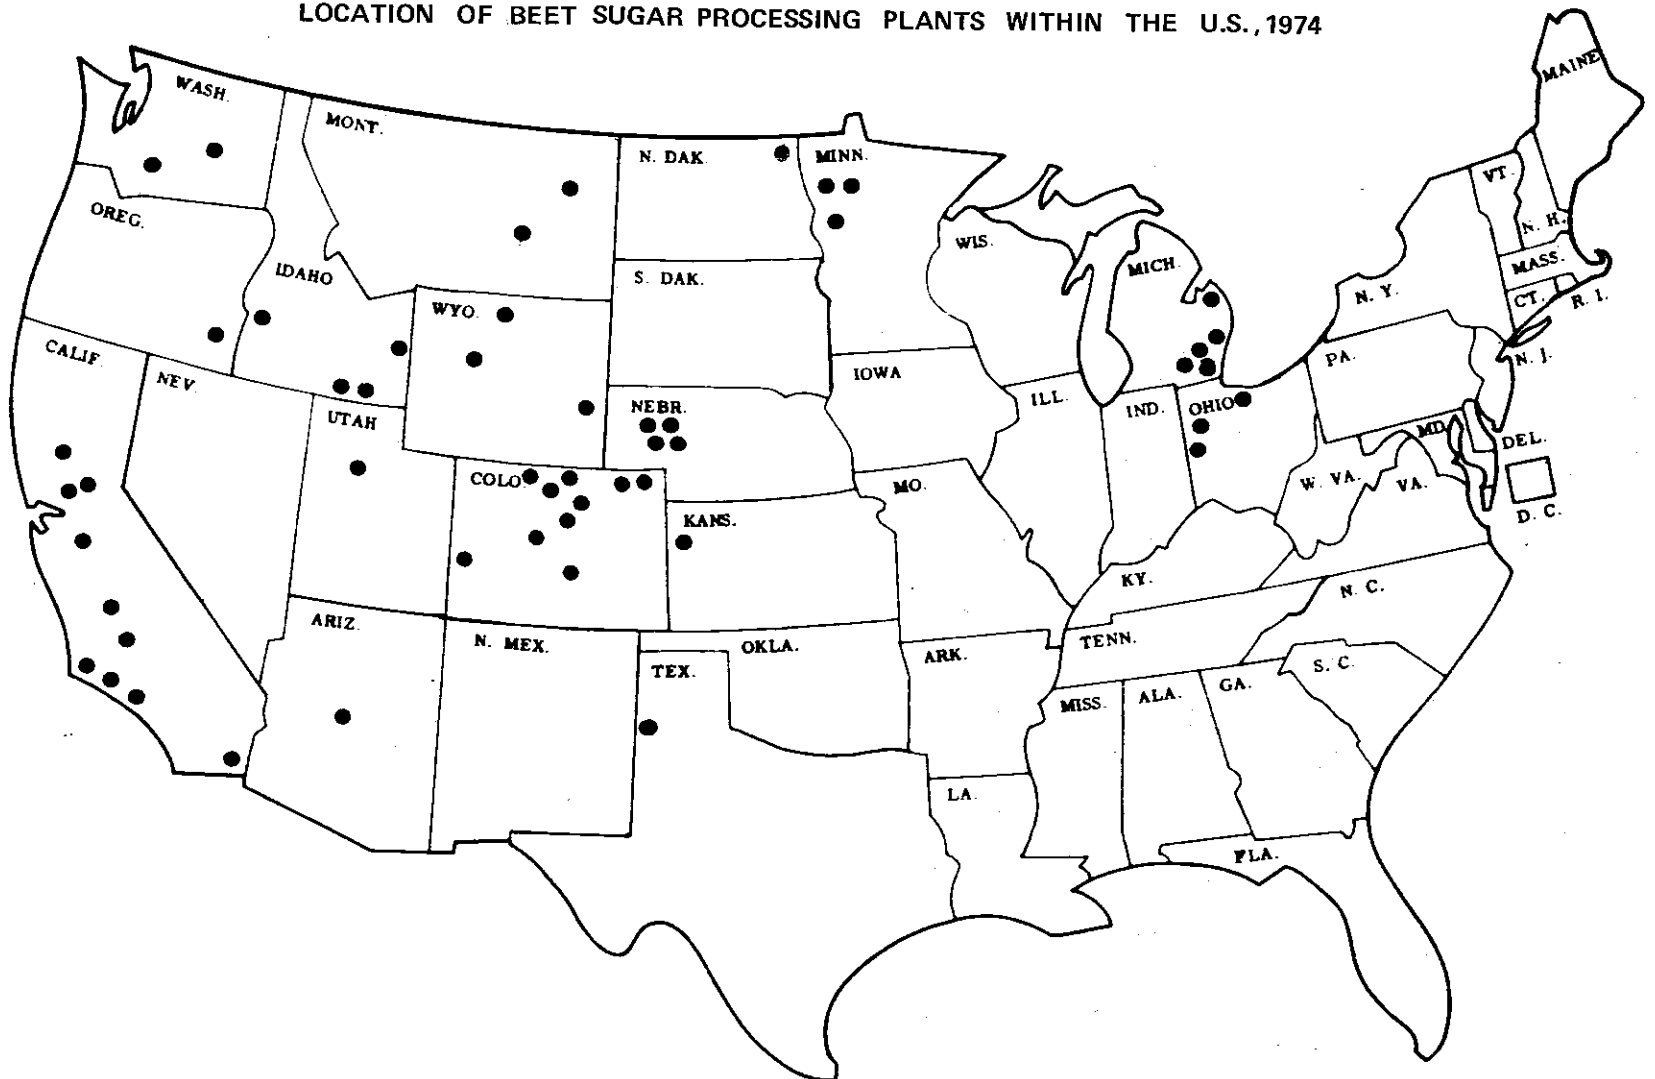 LOCATION OF BEET SUGAR PROCESSING PLANTS WITHIN THE U.S., 1974
MAINE
WASH.
MONT.
N. DAK.
MINN.
VT.
OREG.
N. H.
WIS.
MICH.
MASS.
IDAHO
S. DAK.
N. Y.
CT.
R. I.
WYO.
CALIF.
PA.
N. J.
NEV.
IOWA
ILL.
IND.
OHIO
UTAH
NEBR.
MD.
DEL.
COLO.
MO.
W. VA.
VA.
D. C.
KANS.
KY.
N. C.
ARIZ.
N. MEX.
OKLA.
TENN.
ARK.
TEX.
S. C.
MISS.
ALA.
GA.
LA.
FLA.